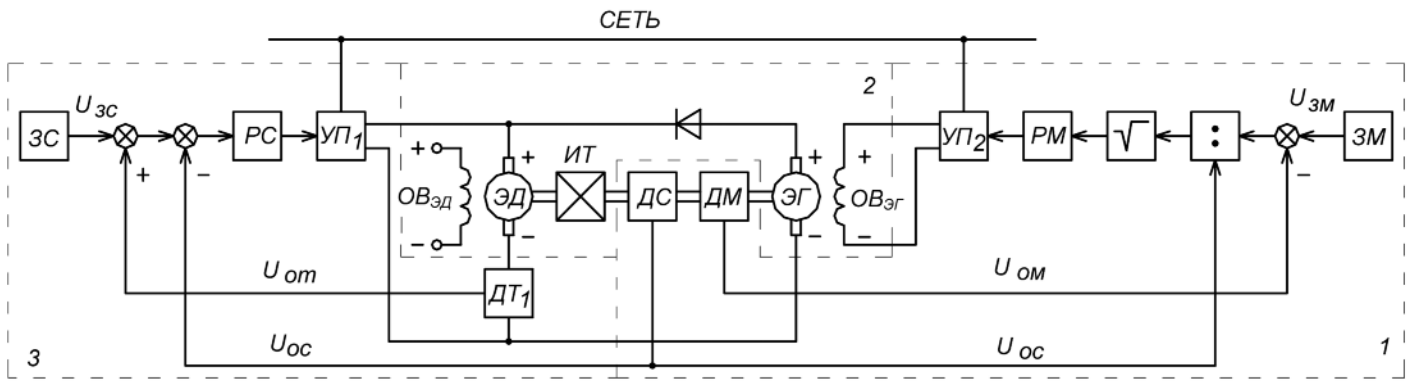 СЕТЬ
2
U зс
U зм
ЗС
РС
УП1
УП2
РМ
√
:
ЗМ
+
−
+
ОВЭД
−
+
ЭД
−
ИТ
ДС
ДМ
+
ЭГ
−
+
ОВЭГ
−
−
U от
ДТ1
U ом
Uос
U ос
3
1